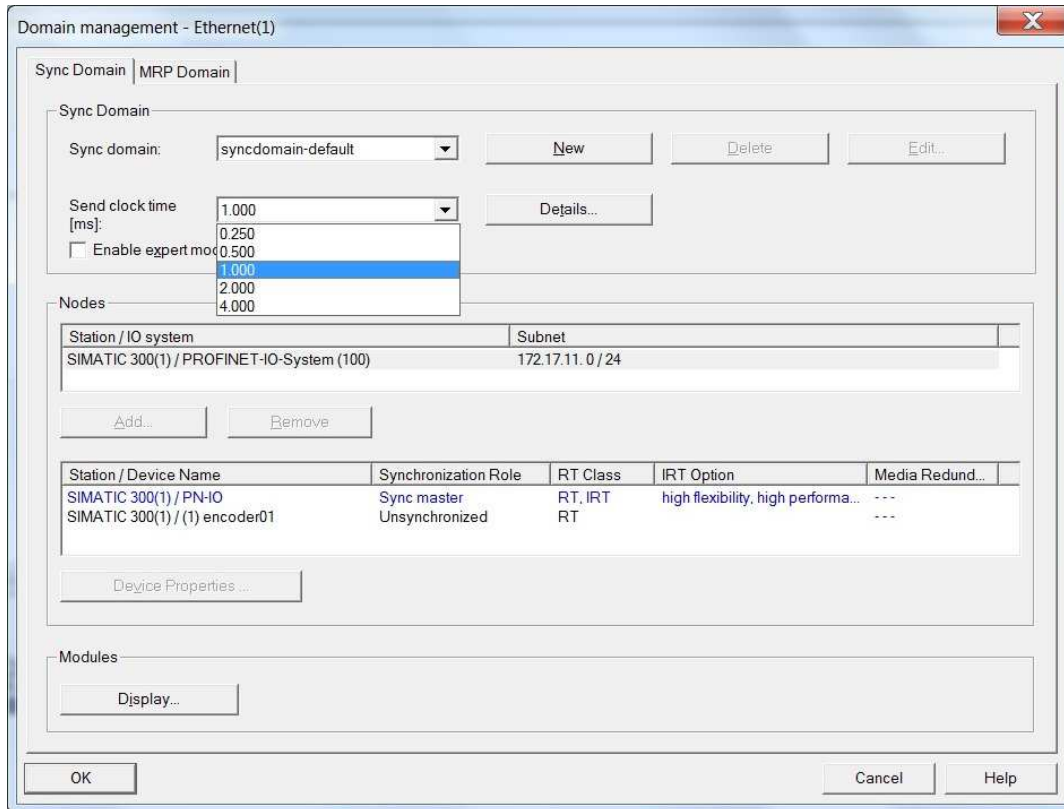 Domain management - Ethernet(1)
Sync Domain
MRP Domain
Sync Domain
Sync domain:
syncdomain-default
New
Delete
Edit...
Send clock time
[ms]:
1.000
Details...
Enable expert mod
0.250
0.500
1.000
2.000
4.000
Nodes
Station / IO system Subnet
SIMATIC 300(1) / PROFINET-IO-System (100) 172.17.11. 0 / 24
Add...
Remove
Station / Device Name Synchronization Role RT Class IRT Option Media Redund...
SIMATIC 300(1) / PN-IO Sync master RT, IRT high flexibility, high performa... - - -
SIMATIC 300(1) / (1) encoder01 Unsynchronized RT - - -
Device Properties ...
Modules
Display...
OK
Cancel
Help